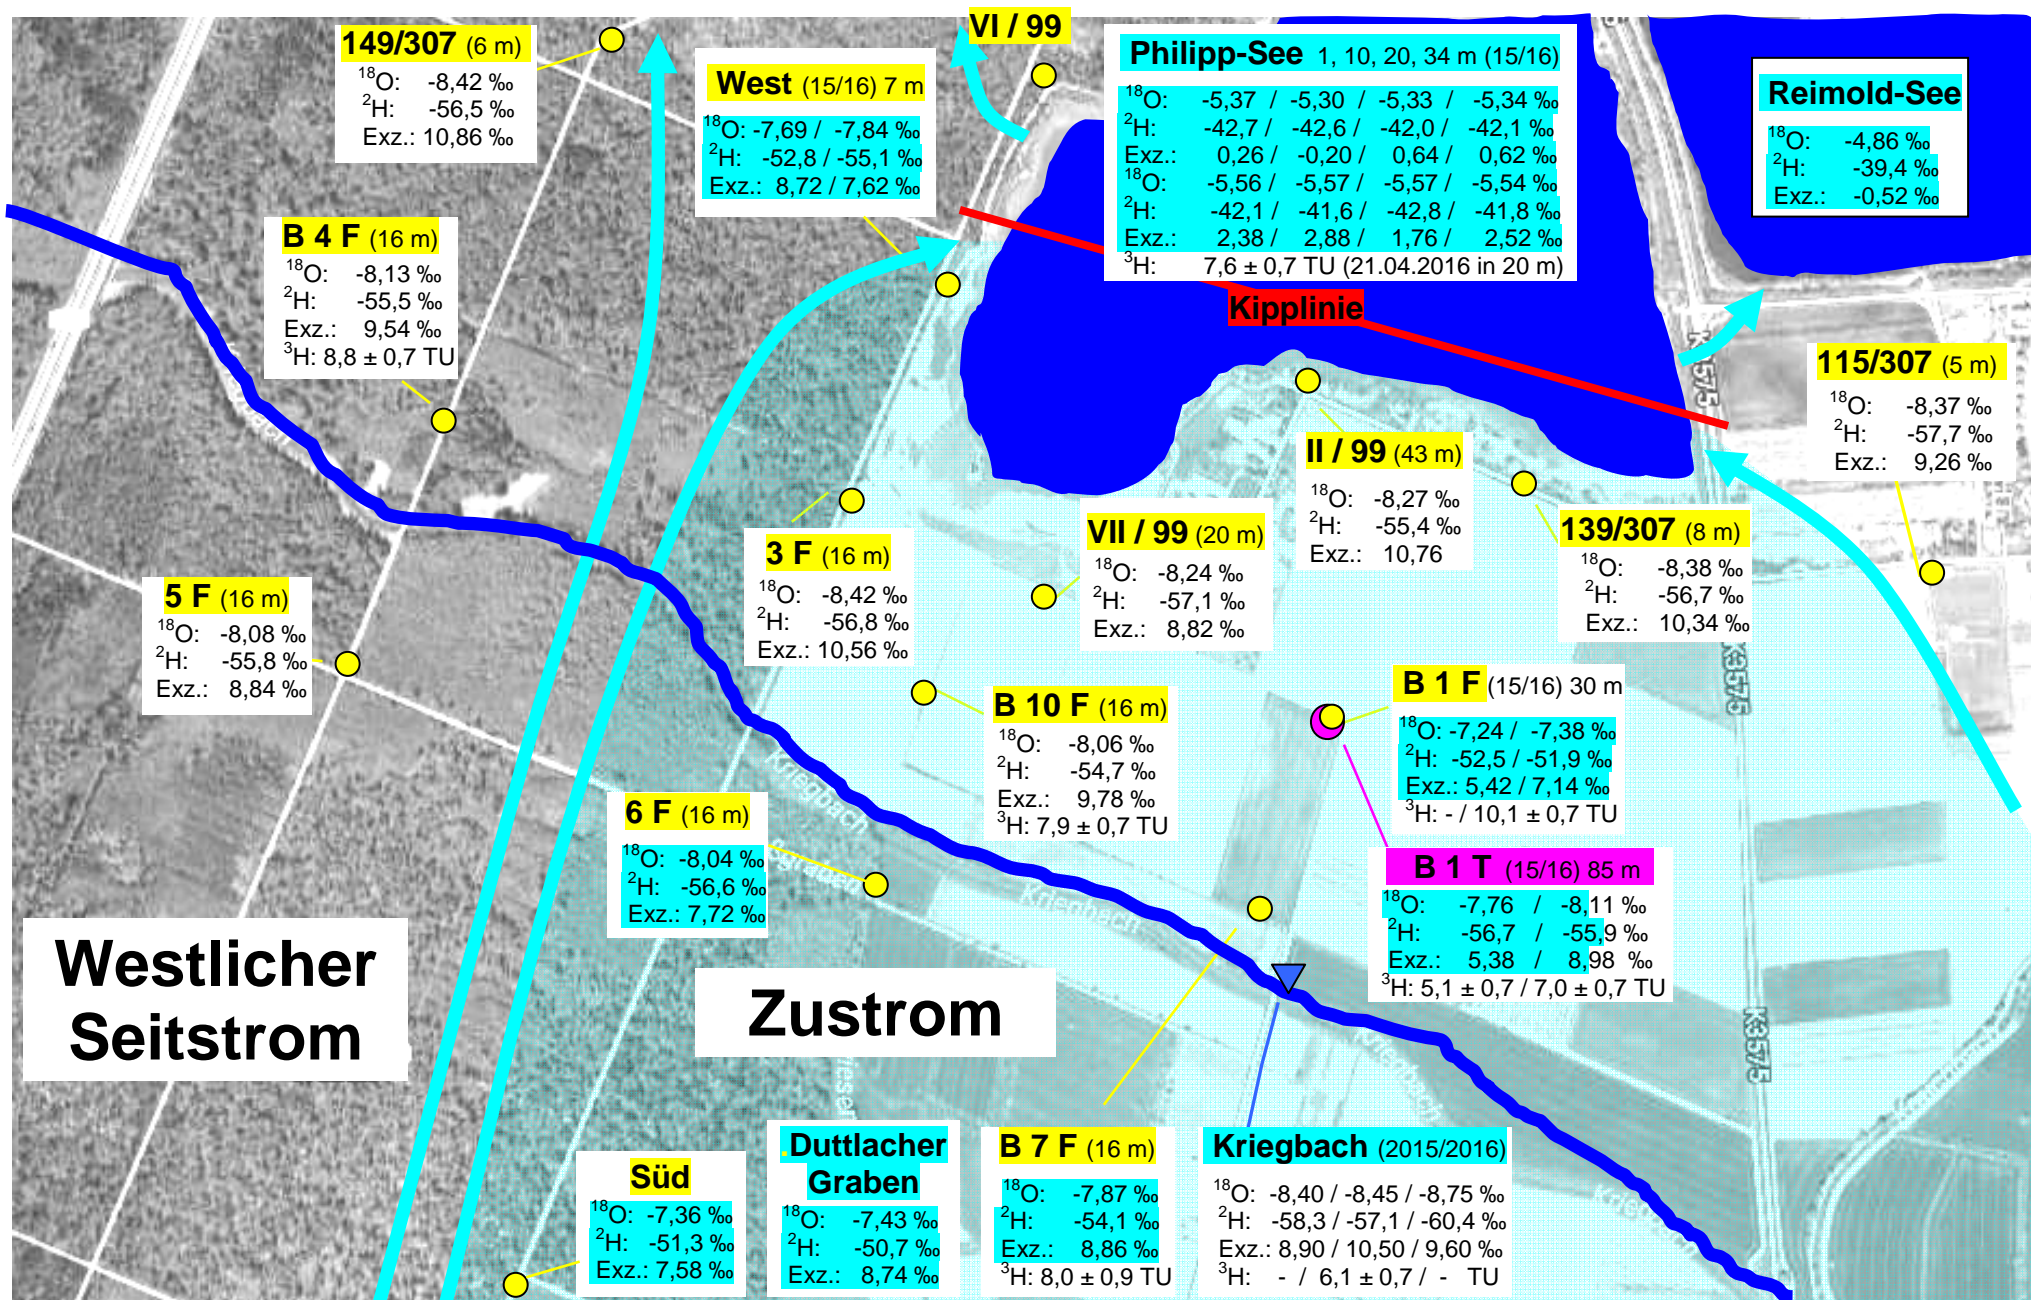 149/307 (6 m)
¹⁸O: -8,42 ‰
²H: -56,5 ‰
Exz.: 10,86 ‰
VI / 99
West (15/16) 7 m
¹⁸O: -7,69 / -7,84 ‰
²H: -52,8 / -55,1 ‰
Exz.: 8,72 / 7,62 ‰
Philipp-See 1, 10, 20, 34 m (15/16)
¹⁸O: -5,37 / -5,30 / -5,33 / -5,34 ‰
²H: -42,7 / -42,6 / -42,0 / -42,1 ‰
Exz.: 0,26 / -0,20 / 0,64 / 0,62 ‰
¹⁸O: -5,56 / -5,57 / -5,57 / -5,54 ‰
²H: -42,1 / -41,6 / -42,8 / -41,8 ‰
Exz.: 2,38 / 2,88 / 1,76 / 2,52 ‰
³H: 7,6 ± 0,7 TU (21.04.2016 in 20 m)
Reimold-See
¹⁸O: -4,86 ‰
²H: -39,4 ‰
Exz.: -0,52 ‰
B 4 F (16 m)
¹⁸O: -8,13 ‰
²H: -55,5 ‰
Exz.: 9,54 ‰
³H: 8,8 ± 0,7 TU
Kipplinie
K3575
115/307 (5 m)
¹⁸O: -8,37 ‰
²H: -57,7 ‰
Exz.: 9,26 ‰
II / 99 (43 m)
¹⁸O: -8,27 ‰
²H: -55,4 ‰
Exz.: 10,76
139/307 (8 m)
¹⁸O: -8,38 ‰
²H: -56,7 ‰
Exz.: 10,34 ‰
VII / 99 (20 m)
¹⁸O: -8,24 ‰
²H: -57,1 ‰
Exz.: 8,82 ‰
3 F (16 m)
¹⁸O: -8,42 ‰
²H: -56,8 ‰
Exz.: 10,56 ‰
5 F (16 m)
¹⁸O: -8,08 ‰
²H: -55,8 ‰
Exz.: 8,84 ‰
K3575
B 1 F (15/16) 30 m
¹⁸O: -7,24 / -7,38 ‰
²H: -52,5 / -51,9 ‰
Exz.: 5,42 / 7,14 ‰
³H: - / 10,1 ± 0,7 TU
B 10 F (16 m)
¹⁸O: -8,06 ‰
²H: -54,7 ‰
Exz.: 9,78 ‰
³H: 7,9 ± 0,7 TU
Kriegbach
6 F (16 m)
¹⁸O: -8,04 ‰
²H: -56,6 ‰
Exz.: 7,72 ‰
B 1 T (15/16) 85 m
¹⁸O: -7,76 / -8,11 ‰
²H: -56,7 / -55,9 ‰
Exz.: 5,38 / 8,98 ‰
³H: 5,1 ± 0,7 / 7,0 ± 0,7 TU
Westlicher
Seitstrom
Zustrom
K3575
Süd
¹⁸O: -7,36 ‰
²H: -51,3 ‰
Exz.: 7,58 ‰
Duttlacher
Graben
¹⁸O: -7,43 ‰
²H: -50,7 ‰
Exz.: 8,74 ‰
B 7 F (16 m)
¹⁸O: -7,87 ‰
²H: -54,1 ‰
Exz.: 8,86 ‰
³H: 8,0 ± 0,9 TU
Kriegbach (2015/2016)
¹⁸O: -8,40 / -8,45 / -8,75 ‰
²H: -58,3 / -57,1 / -60,4 ‰
Exz.: 8,90 / 10,50 / 9,60 ‰
³H: - / 6,1 ± 0,7 / - TU